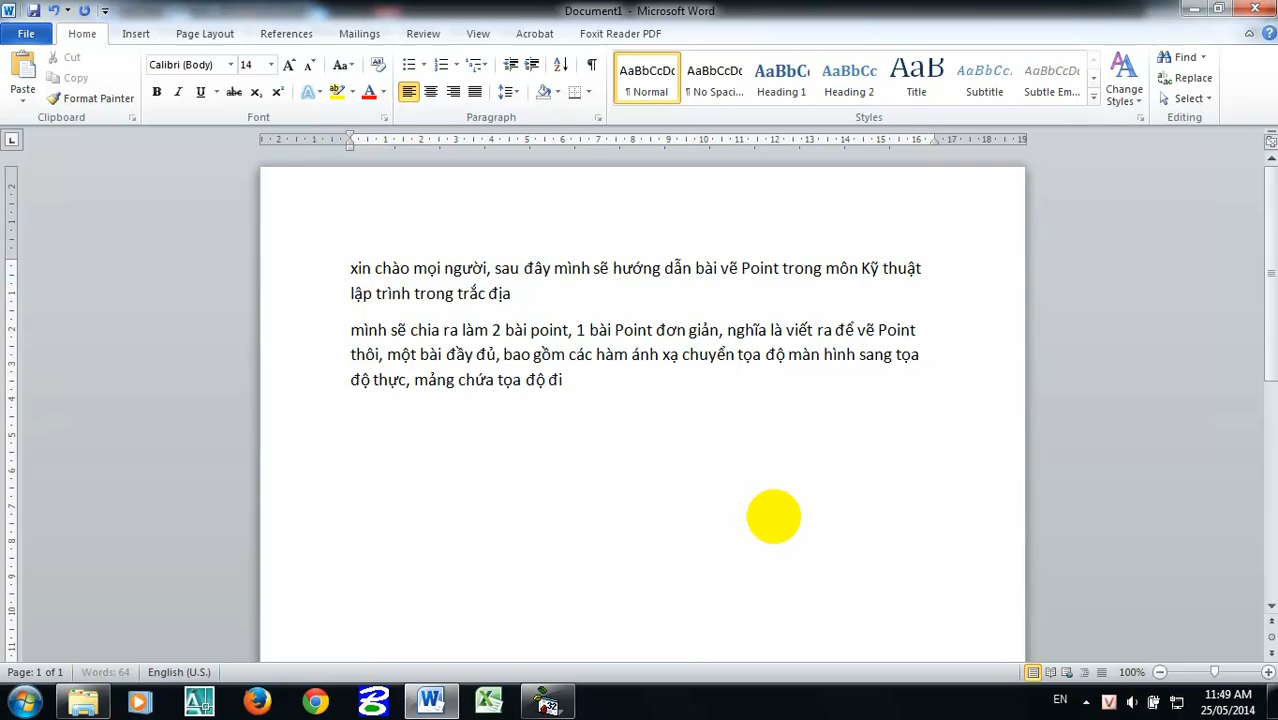 Document1 - Microsoft Word
File Home Insert Page Layout References Mailings Review View Acrobat Foxit Reader PDF
Paste
Cut
Copy
Format Painter
Clipboard
Calibri (Body) 14
Font
Paragraph
AaBbCcDc AaBbCcDc AaBbCc AaBbCc AaB AaBbCc. AaBbCcDc
¶ Normal ¶ No Spaci... Heading 1 Heading 2 Title Subtitle Subtle Em...
Change Styles
Styles
Find
Replace
Select
Editing
xin chào mọi người, sau đây mình sẽ hướng dẫn bài vẽ Point trong môn Kỹ thuật
lập trình trong trắc địa
mình sẽ chia ra làm 2 bài point, 1 bài Point đơn giản, nghĩa là viết ra để vẽ Point
thôi, một bài đầy đủ, bao gồm các hàm ánh xạ chuyển tọa độ màn hình sang tọa
độ thực, mảng chứa tọa độ đi
Page: 1 of 1 Words: 64 English (U.S.) 100%
EN
11:49 AM
25/05/2014